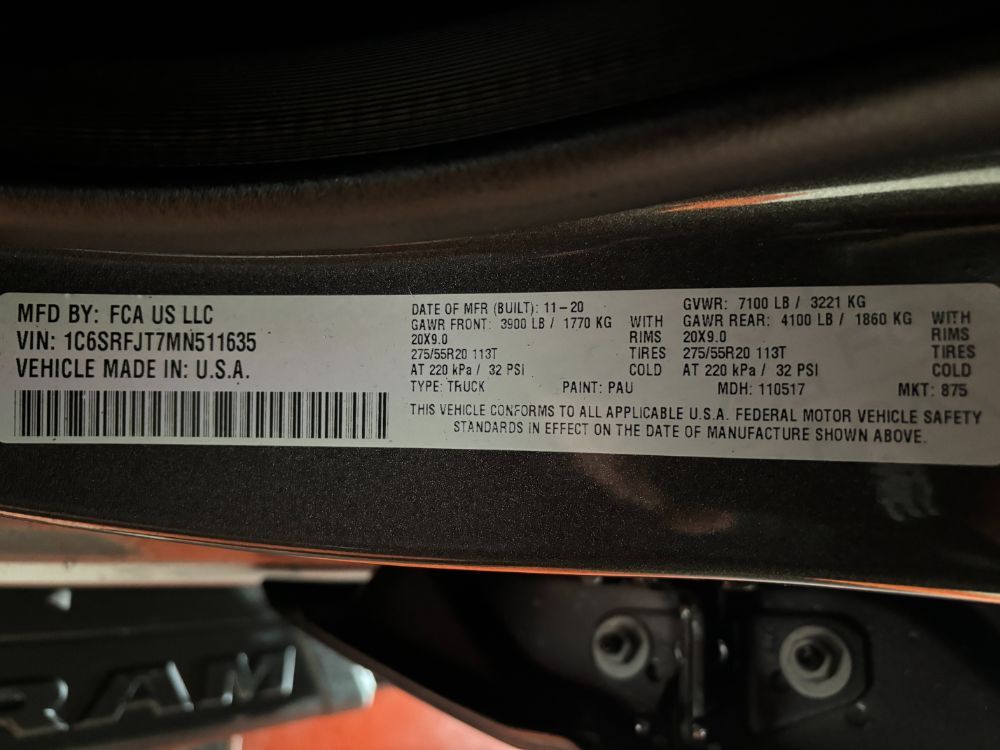 MFD BY: FCA US LLC
VIN: 1C6SRFJT7MN511635
VEHICLE MADE IN: U.S.A.
DATE OF MFR (BUILT): 11-20
GVWR: 7100 LB / 3221 KG
GAWR FRONT: 3900 LB / 1770 KG WITH
20X9.0 RIMS
275/55R20 113T TIRES
AT 220 kPa / 32 PSI COLD
GAWR REAR: 4100 LB / 1860 KG WITH
20X9.0 RIMS
275/55R20 113T TIRES
AT 220 kPa / 32 PSI COLD
TYPE: TRUCK PAINT: PAU MDH: 110517 MKT: 875
THIS VEHICLE CONFORMS TO ALL APPLICABLE U.S.A. FEDERAL MOTOR VEHICLE SAFETY
STANDARDS IN EFFECT ON THE DATE OF MANUFACTURE SHOWN ABOVE.
RAM